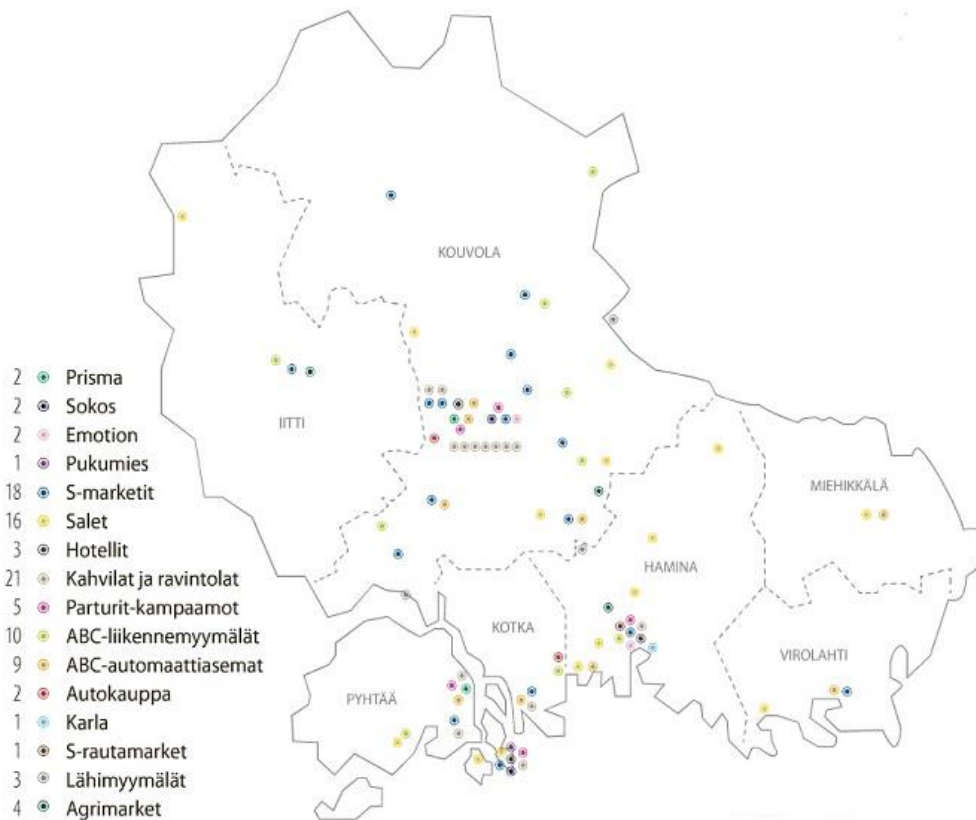 KOUVOLA
IITTI
MIEHIKKÄLÄ
HAMINA
KOTKA
VIROLAHTI
PYHTÄÄ
2 Prisma
2 Sokos
2 Emotion
1 Pukumies
18 S-marketit
16 Salet
3 Hotellit
21 Kahvilat ja ravintolat
5 Parturit-kampaamot
10 ABC-liikennemyymälät
9 ABC-automaattiasemat
2 Autokauppa
1 Karla
1 S-rautamarket
3 Lähimyymälät
4 Agrimarket